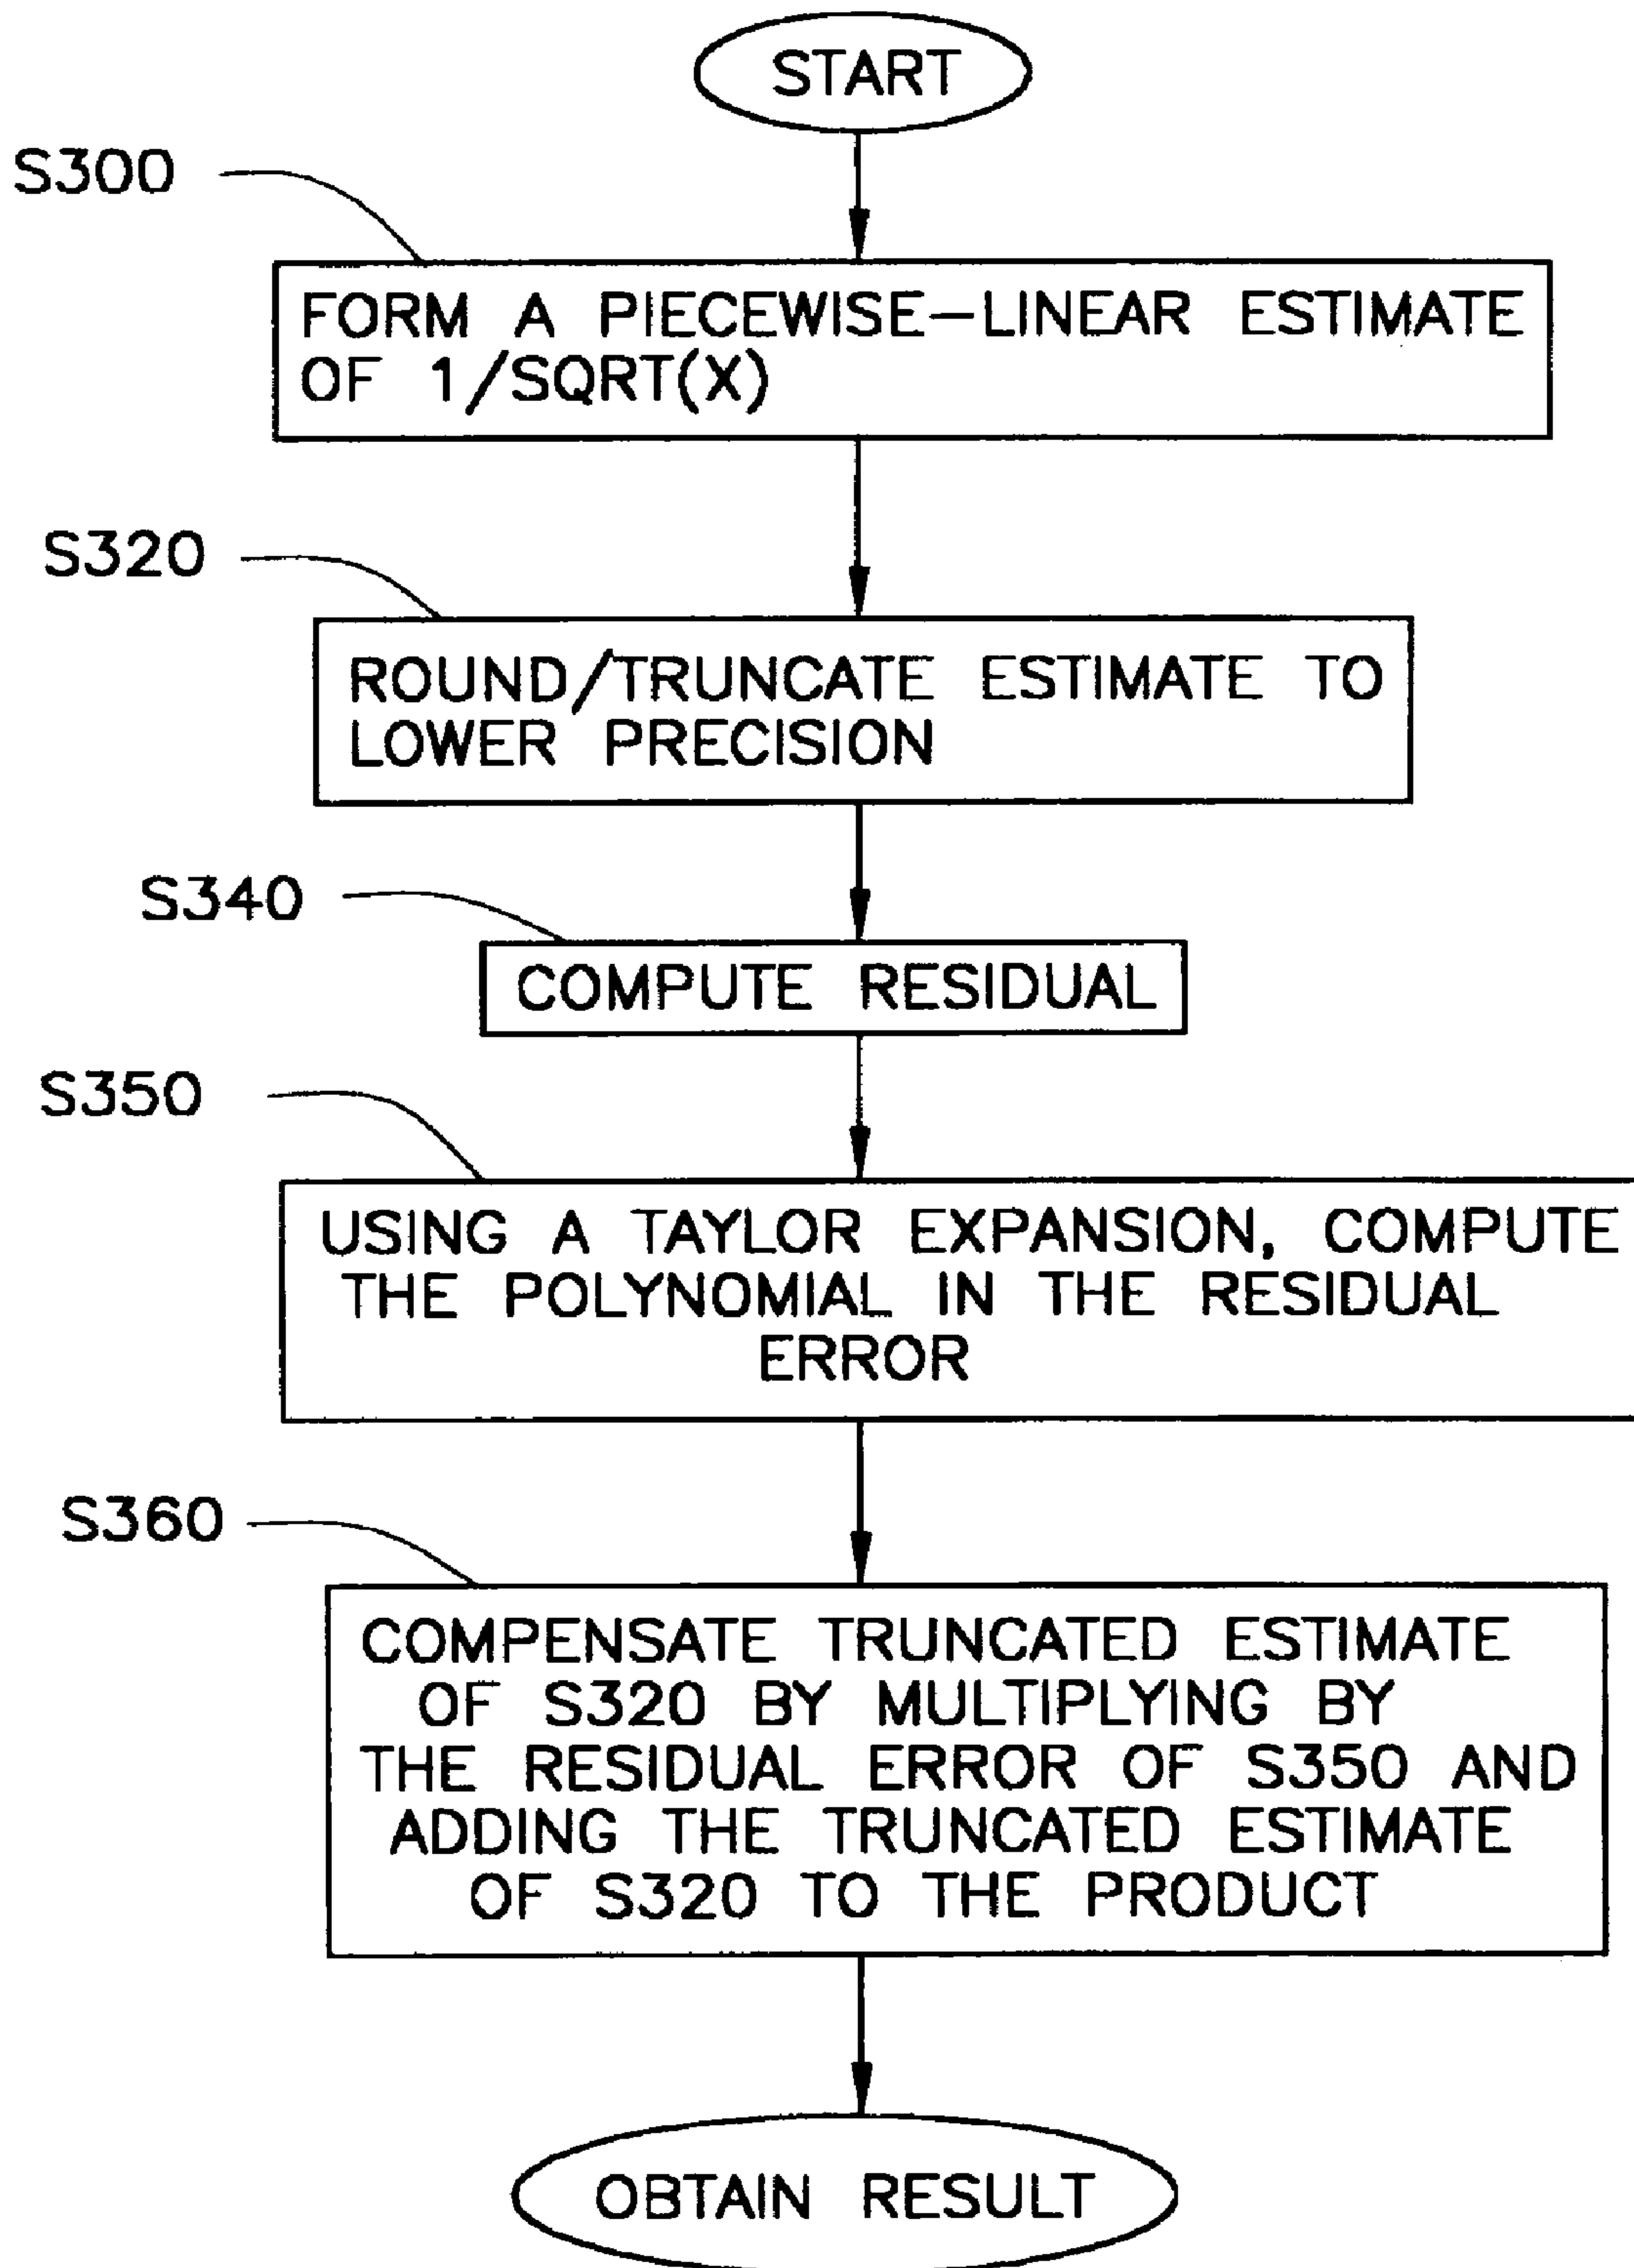 START
S300
FORM A PIECEWISE-LINEAR ESTIMATE
OF 1/SQRT(X)
S320
ROUND/TRUNCATE ESTIMATE TO
LOWER PRECISION
S340
COMPUTE RESIDUAL
S350
USING A TAYLOR EXPANSION, COMPUTE
THE POLYNOMIAL IN THE RESIDUAL
ERROR
S360
COMPENSATE TRUNCATED ESTIMATE
OF S320 BY MULTIPLYING BY
THE RESIDUAL ERROR OF S350 AND
ADDING THE TRUNCATED ESTIMATE
OF S320 TO THE PRODUCT
OBTAIN RESULT